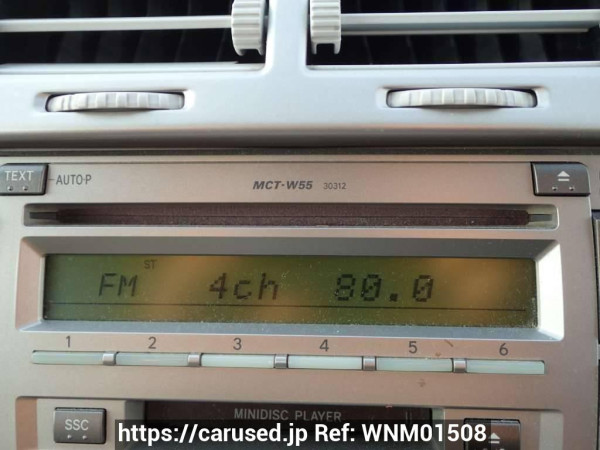 TEXT AUTO·P MCT-W55 30312
ST
FM 4ch 80.0
1 2 3 4 5 6
SSC MINIDISC PLAYER
https://carused.jp Ref: WNM01508